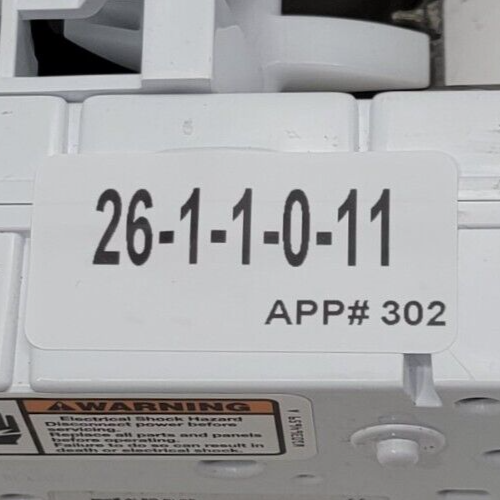 26-1-1-0-11
APP# 302
WARNING
Electrical Shock Hazard
Disconnect power before
servicing.
Replace all parts and panels
before operating.
Failure to do so can result in
death or electrical shock.